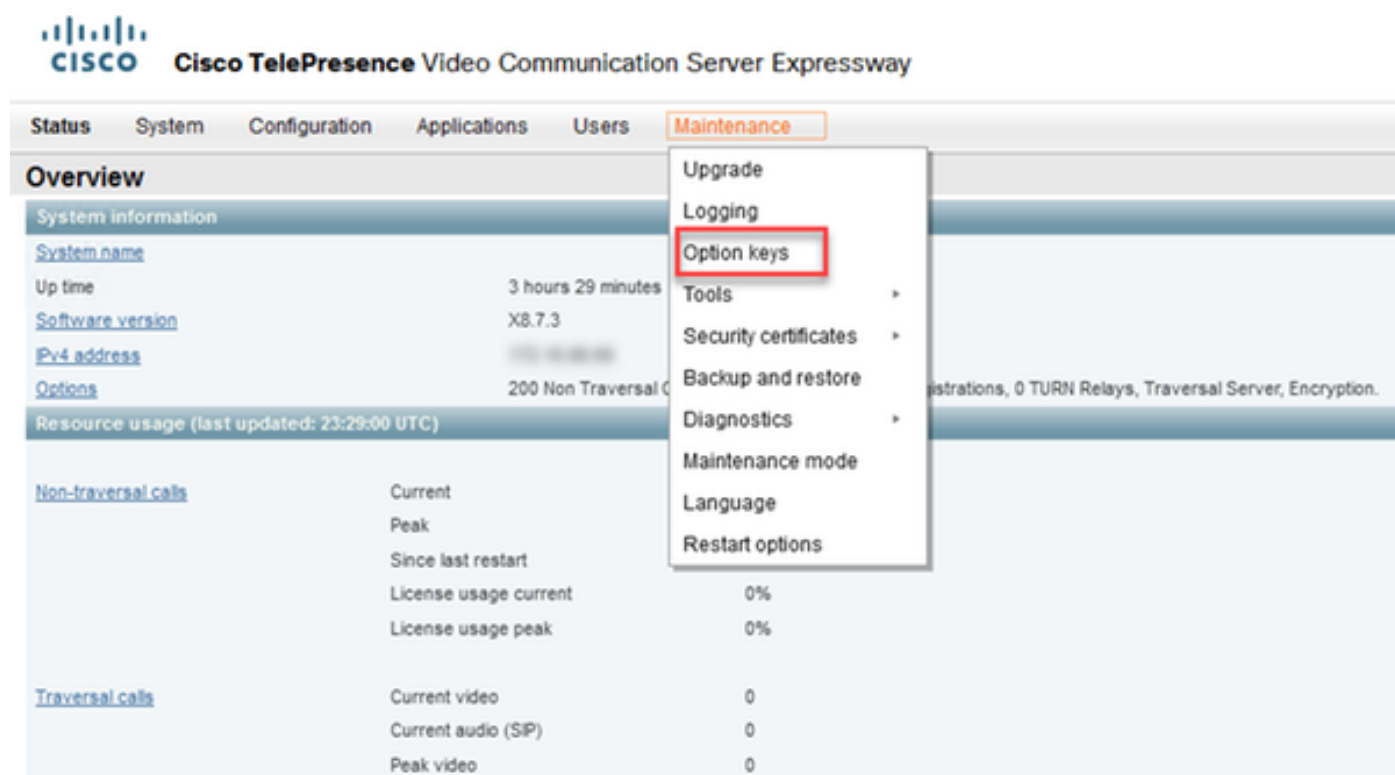 CISCO Cisco TelePresence Video Communication Server Expressway
Status System Configuration Applications Users Maintenance
Overview
Upgrade
Logging
Option keys
Tools
Security certificates
Backup and restore
Diagnostics
Maintenance mode
Language
Restart options
System information
System name
Up time 3 hours 29 minutes
Software version X8.7.3
IPv4 address
Options 200 Non Traversal , 0 TURN Relays, Traversal Server, Encryption.
Resource usage (last updated: 23:29:00 UTC)
Non-traversal calls Current
Peak
Since last restart
License usage current 0%
License usage peak 0%
Traversal calls Current video 0
Current audio (SIP) 0
Peak video 0